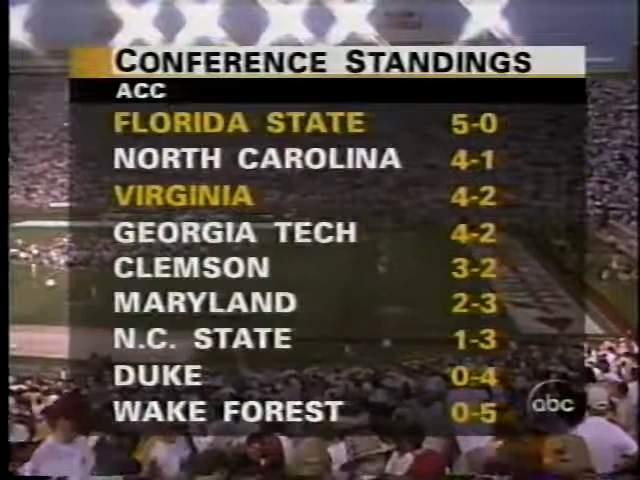 CONFERENCE STANDINGS
ACC
FLORIDA STATE 5-0
NORTH CAROLINA 4-1
VIRGINIA 4-2
GEORGIA TECH 4-2
CLEMSON 3-2
MARYLAND 2-3
N.C. STATE 1-3
DUKE 0-4
WAKE FOREST 0-5
abc